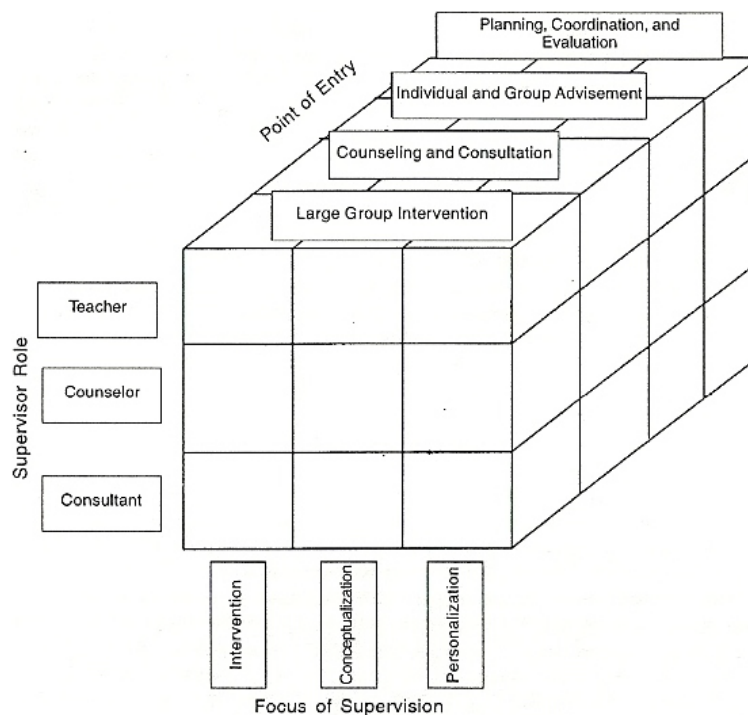 Planning, Coordination, and
Evaluation
Individual and Group Advisement
Point of Entry
Counseling and Consultation
Large Group Intervention
Teacher
Counselor
Consultant
Supervisor Role
Intervention
Conceptualization
Personalization
Focus of Supervision